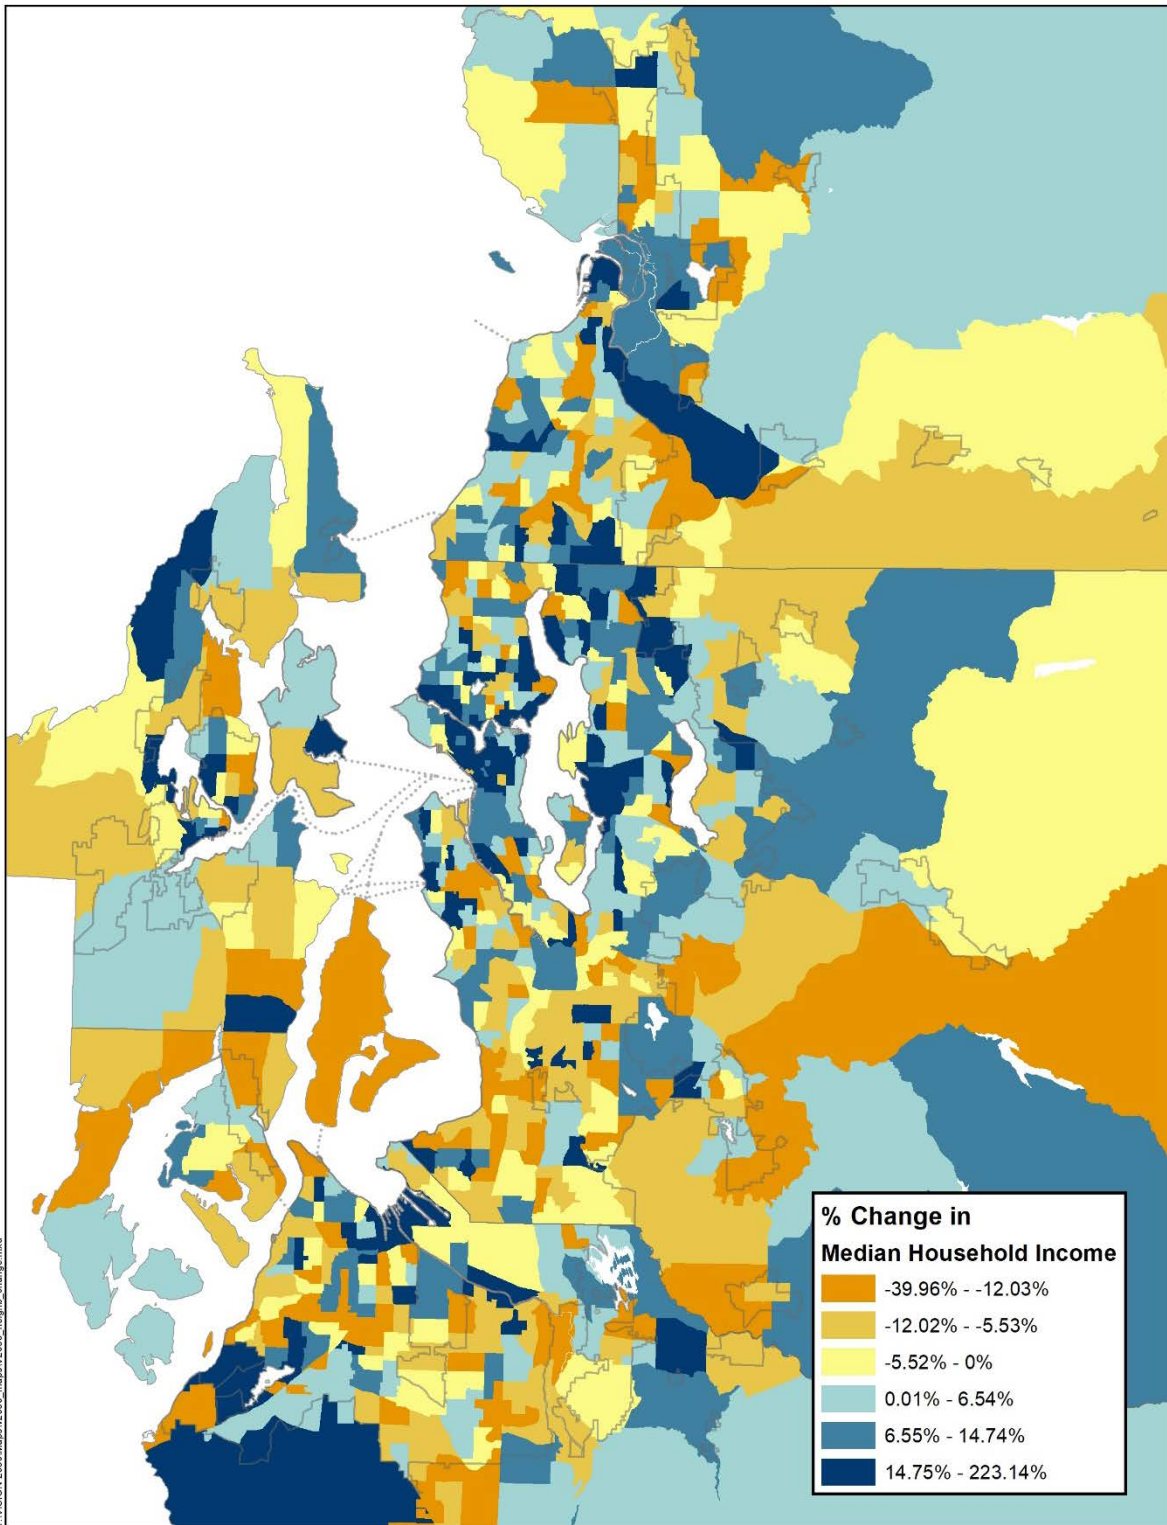 % Change in
Median Household Income
-39.96% - -12.03%
-12.02% - -5.53%
-5.52% - 0%
0.01% - 6.54%
6.55% - 14.74%
14.75% - 223.14%